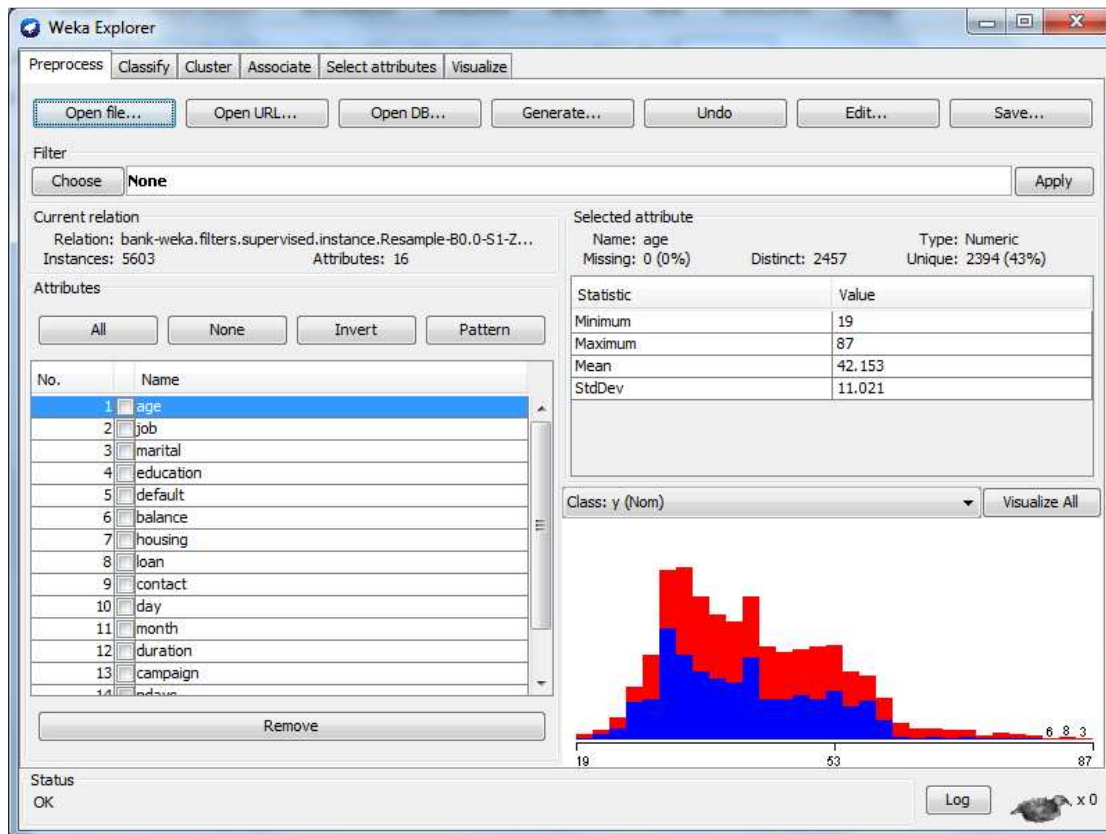 Weka Explorer
Preprocess Classify Cluster Associate Select attributes Visualize
Open file... Open URL... Open DB... Generate... Undo Edit... Save...
Filter
Choose None Apply
Current relation
Relation: bank-weka.filters.supervised.instance.Resample-B0.0-S1-Z...
Instances: 5603 Attributes: 16
Attributes
All None Invert Pattern
No. Name
1 age
2 job
3 marital
4 education
5 default
6 balance
7 housing
8 loan
9 contact
10 day
11 month
12 duration
13 campaign
14 pdays
Remove
Selected attribute
Name: age Type: Numeric
Missing: 0 (0%) Distinct: 2457 Unique: 2394 (43%)
Statistic Value
Minimum 19
Maximum 87
Mean 42.153
StdDev 11.021
Class: y (Nom) Visualize All
6 8 3
19 53 87
Status
OK
Log x 0